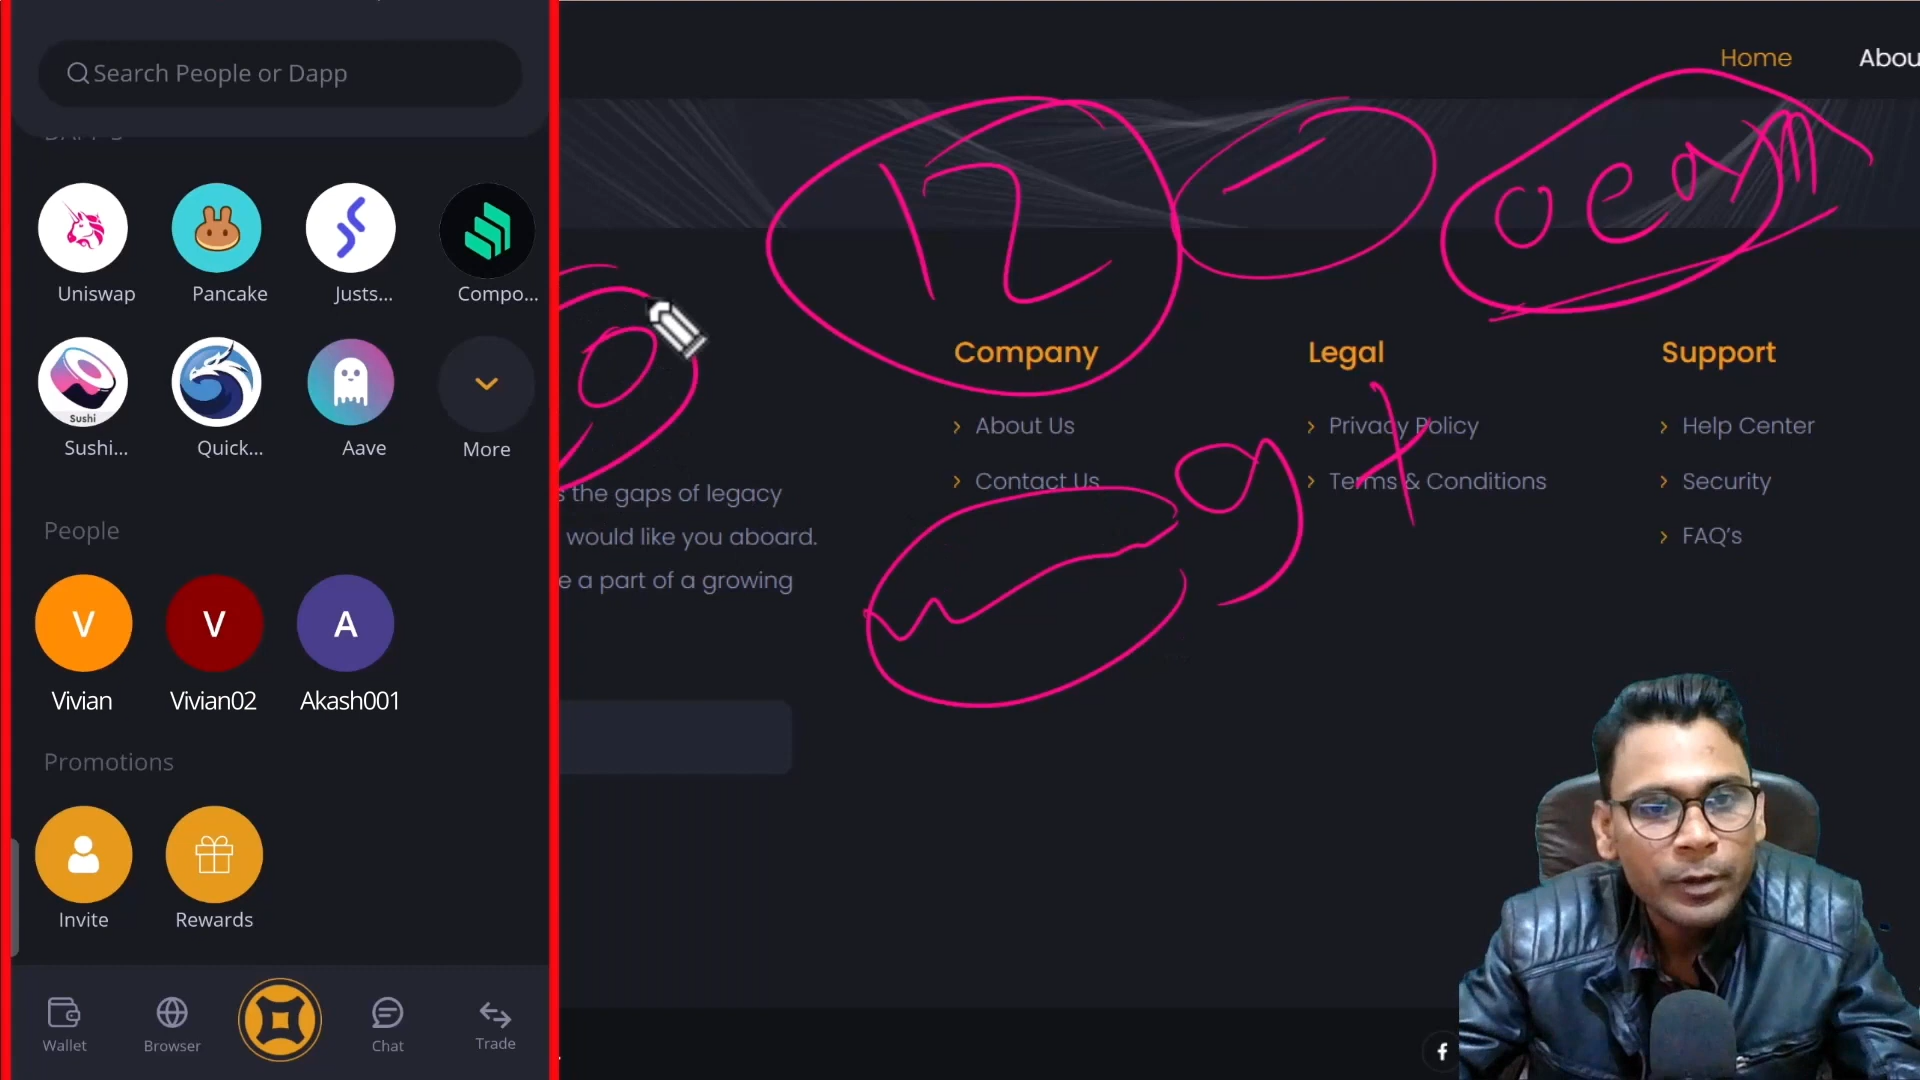 Search People or Dapp
Uniswap
Pancake
Justs...
Compo...
Sushi
Sushi...
Quick...
Aave
More
People
V
V
A
Vivian
Vivian02
Akash001
Promotions
Invite
Rewards
Wallet
Browser
Chat
Trade
Home
Abou
12
Company
Legal
Support
About Us
Privacy Policy
Help Center
Contact Us
Terms & Conditions
Security
FAQ's
s the gaps of legacy
would like you aboard.
e a part of a growing